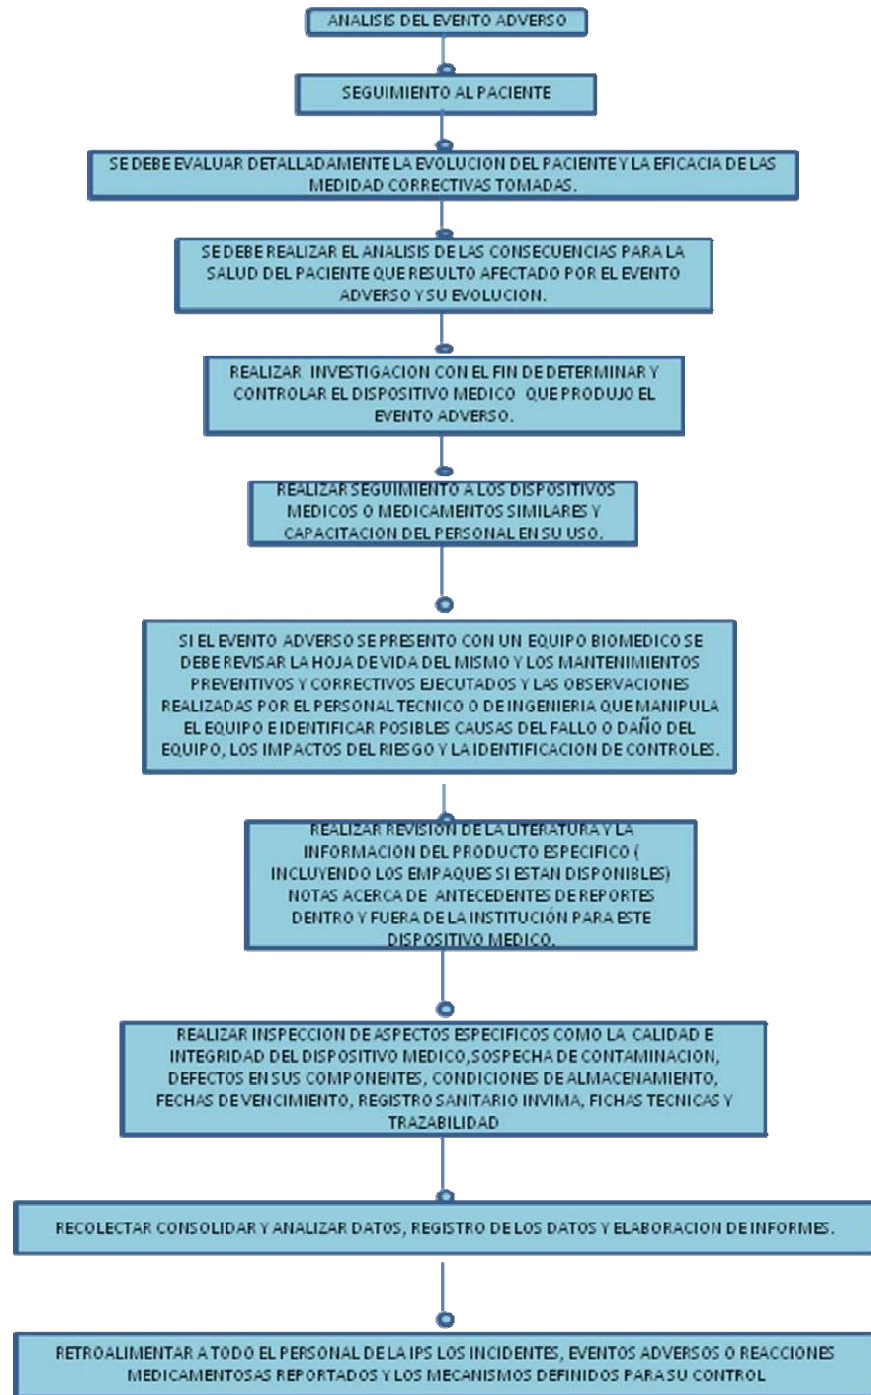 ANALISIS DEL EVENTO ADVERSO
SEGUIMIENTO AL PACIENTE
SE DEBE EVALUAR DETALLADAMENTE LA EVOLUCION DEL PACIENTE Y LA EFICACIA DE LAS
MEDIDAD CORRECTIVAS TOMADAS.
SE DEBE REALIZAR EL ANALISIS DE LAS CONSECUENCIAS PARA LA
SALUD DEL PACIENTE QUE RESULTO AFECTADO POR EL EVENTO
ADVERSO Y SU EVOLUCION.
REALIZAR INVESTIGACION CON EL FIN DE DETERMINAR Y
CONTROLAR EL DISPOSITIVO MEDICO QUE PRODUJO EL
EVENTO ADVERSO.
REALIZAR SEGUIMIENTO A LOS DISPOSITIVOS
MEDICOS O MEDICAMENTOS SIMILARES Y
CAPACITACION DEL PERSONAL EN SU USO.
SI EL EVENTO ADVERSO SE PRESENTO CON UN EQUIPO BIOMEDICO SE
DEBE REVISAR LA HOJA DE VIDA DEL MISMO Y LOS MANTENIMIENTOS
PREVENTIVOS Y CORRECTIVOS EJECUTADOS Y LAS OBSERVACIONES
REALIZADAS POR EL PERSONAL TECNICO O DE INGENIERIA QUE MANIPULA
EL EQUIPO E IDENTIFICAR POSIBLES CAUSAS DEL FALLO O DAÑO DEL
EQUIPO, LOS IMPACTOS DEL RIESGO Y LA IDENTIFICACION DE CONTROLES.
REALIZAR REVISION DE LA LITERATURA Y LA
INFORMACION DEL PRODUCTO ESPECIFICO (
INCLUYENDO LOS EMPAQUES SI ESTAN DISPONIBLES)
NOTAS ACERCA DE ANTECEDENTES DE REPORTES
DENTRO Y FUERA DE LA INSTITUCIÓN PARA ESTE
DISPOSITIVO MEDICO.
REALIZAR INSPECCION DE ASPECTOS ESPECIFICOS COMO LA CALIDAD E
INTEGRIDAD DEL DISPOSITIVO MEDICO,SOSPECHA DE CONTAMINACION,
DEFECTOS EN SUS COMPONENTES, CONDICIONES DE ALMACENAMIENTO,
FECHAS DE VENCIMIENTO, REGISTRO SANITARIO INVIMA, FICHAS TECNICAS Y
TRAZABILIDAD
RECOLECTAR CONSOLIDAR Y ANALIZAR DATOS, REGISTRO DE LOS DATOS Y ELABORACION DE INFORMES.
RETROALIMENTAR A TODO EL PERSONAL DE LA IPS LOS INCIDENTES, EVENTOS ADVERSOS O REACCIONES
MEDICAMENTOSAS REPORTADOS Y LOS MECANISMOS DEFINIDOS PARA SU CONTROL